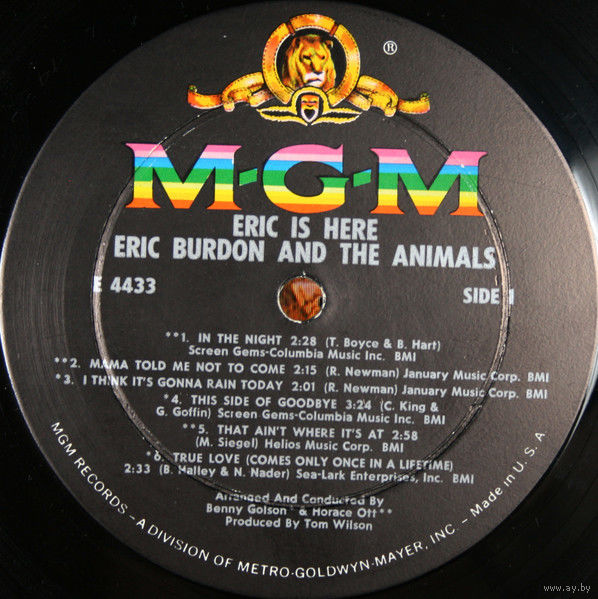 ®
M-G-M
ERIC IS HERE
ERIC BURDON AND THE ANIMALS
E 4433
SIDE 1
**1. IN THE NIGHT 2:28 (T. Boyce & B. Hart)
Screen Gems-Columbia Music Inc. BMI
**2. MAMA TOLD ME NOT TO COME 2:15 (R. Newman) January Music Corp. BMI
*3. I THINK IT'S GONNA RAIN TODAY 2:01 (R. Newman) January Music Corp. BMI
*4. THIS SIDE OF GOODBYE 3:24 (C. King &
G. Goffin) Screen Gems-Columbia Music Inc. BMI
**5. THAT AIN'T WHERE IT'S AT 2:58
(M. Siegel) Helios Music Corp. BMI
*6. TRUE LOVE (COMES ONLY ONCE IN A LIFETIME)
2:33 (B. Halley & N. Nader) Sea-Lark Enterprises, Inc. BMI
Arranged And Conducted By
Benny Golson* & Horace Ott**
Produced By Tom Wilson
MGM RECORDS – A DIVISION OF METRO-GOLDWYN-MAYER, INC. – Made in U. S. A
www.ay.by